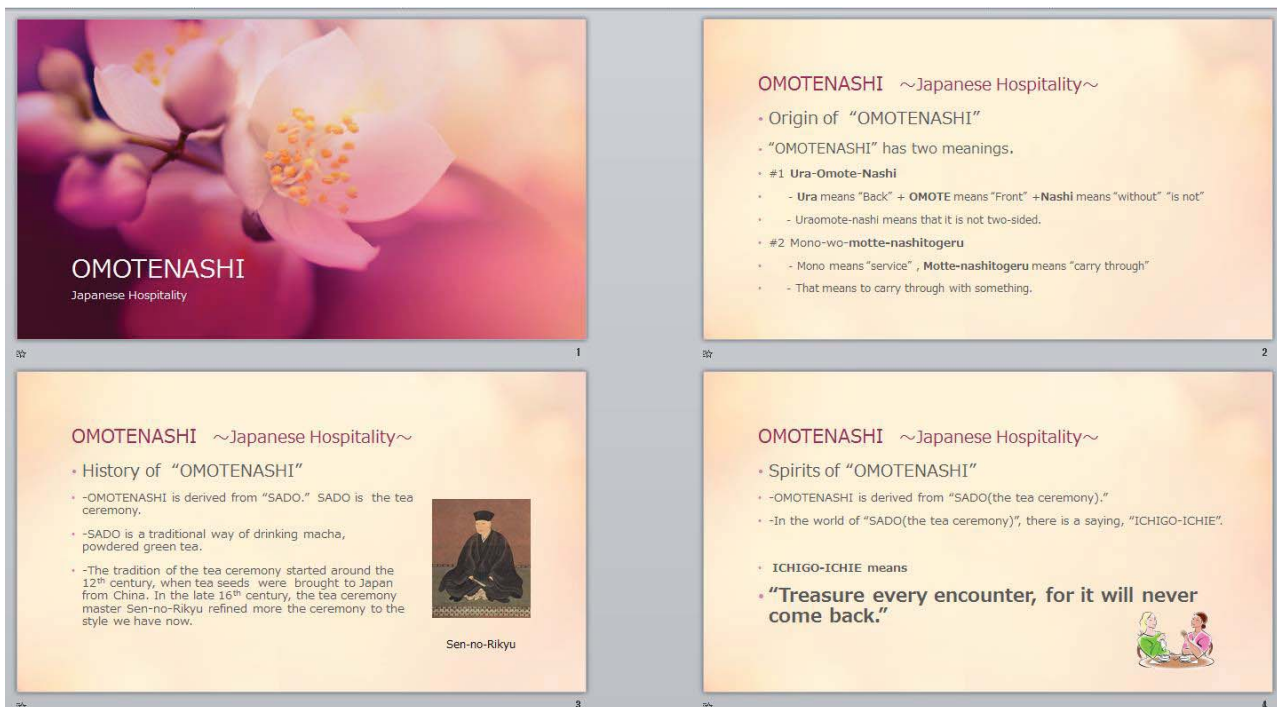 OMOTENASHI
Japanese Hospitality
1
OMOTENASHI ～Japanese Hospitality～
• Origin of “OMOTENASHI”
• “OMOTENASHI” has two meanings.
• #1 Ura-Omote-Nashi
• - Ura means “Back” + OMOTE means “Front” +Nashi means “without” “is not”
• - Uraomote-nashi means that it is not two-sided.
• #2 Mono-wo-motte-nashitogeru
• - Mono means “service” , Motte-nashitogeru means “carry through”
• - That means to carry through with something.
2
OMOTENASHI ～Japanese Hospitality～
• History of “OMOTENASHI”
• -OMOTENASHI is derived from “SADO.” SADO is the tea
ceremony.
• -SADO is a traditional way of drinking macha,
powdered green tea.
• -The tradition of the tea ceremony started around the
12th century, when tea seeds were brought to Japan
from China. In the late 16th century, the tea ceremony
master Sen-no-Rikyu refined more the ceremony to the
style we have now.
Sen-no-Rikyu
3
OMOTENASHI ～Japanese Hospitality～
• Spirits of “OMOTENASHI”
• -OMOTENASHI is derived from “SADO(the tea ceremony).”
• -In the world of “SADO(the tea ceremony)”, there is a saying, “ICHIGO-ICHIE”.
• ICHIGO-ICHIE means
• “Treasure every encounter, for it will never
come back.”
4